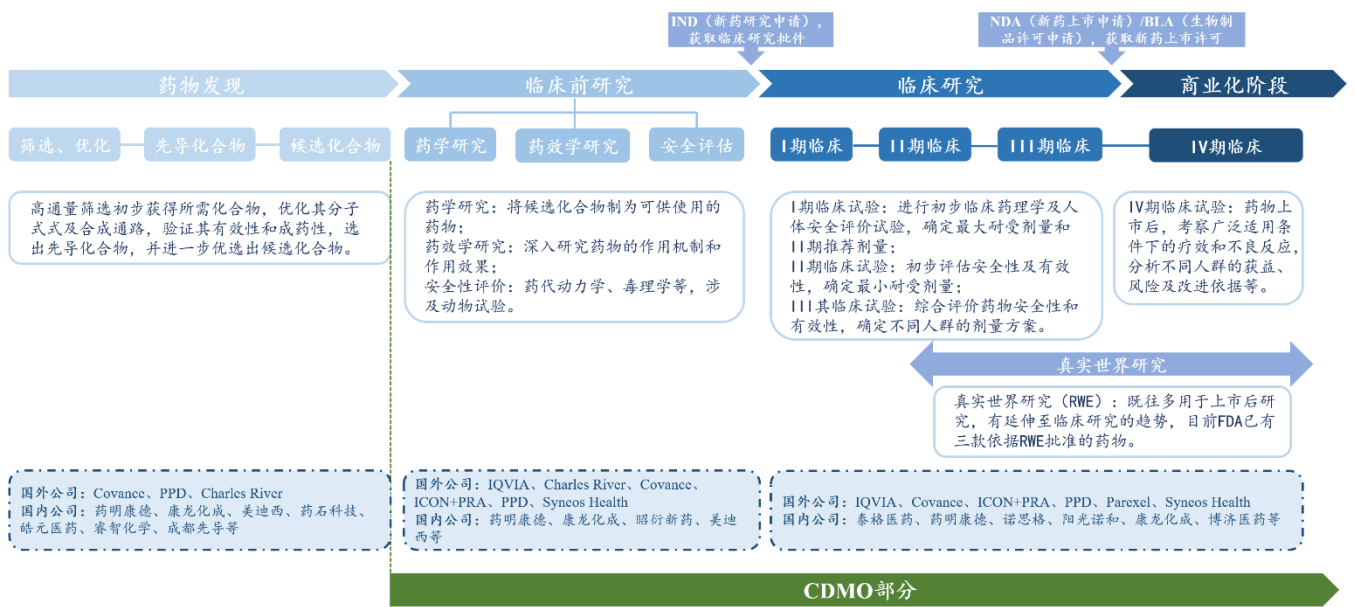 IND（新药研究申请），
获取临床研究批件
NDA（新药上市申请）/BLA（生物制
品许可申请），获取新药上市许可
药物发现
临床前研究
临床研究
商业化阶段
筛选、优化
先导化合物
候选化合物
药学研究
药效学研究
安全评估
I期临床
II期临床
III期临床
IV期临床
高通量筛选初步获得所需化合物，优化其分子
式式及合成通路，验证其有效性和成药性，选
出先导化合物，并进一步优选出候选化合物。
药学研究：将候选化合物制为可供使用的
药物；
药效学研究：深入研究药物的作用机制和
作用效果；
安全性评价：药代动力学、毒理学等，涉
及动物试验。
I期临床试验：进行初步临床药理学及人
体安全评价试验，确定最大耐受剂量和
II期推荐剂量；
II期临床试验：初步评估安全性及有效
性，确定最小耐受剂量；
III其临床试验：综合评价药物安全性和
有效性，确定不同人群的剂量方案。
IV期临床试验：药物上
市后，考察广泛适用条
件下的疗效和不良反应，
分析不同人群的获益、
风险及改进依据等。
真实世界研究
真实世界研究（RWE）：既往多用于上市后研
究，有延伸至临床研究的趋势，目前FDA已有
三款依据RWE批准的药物。
国外公司：Covance、PPD、Charles River
国内公司：药明康德、康龙化成、美迪西、药石科技、
皓元医药、睿智化学、成都先导等
国外公司：IQVIA、Charles River、Covance、
ICON+PRA、PPD、Syneos Health
国内公司：药明康德、康龙化成、昭衍新药、美迪
西等
国外公司：IQVIA、Covance、ICON+PRA、PPD、Parexel、Syneos Health
国内公司：泰格医药、药明康德、诺思格、阳光诺和、康龙化成、博济医药等
CDMO部分